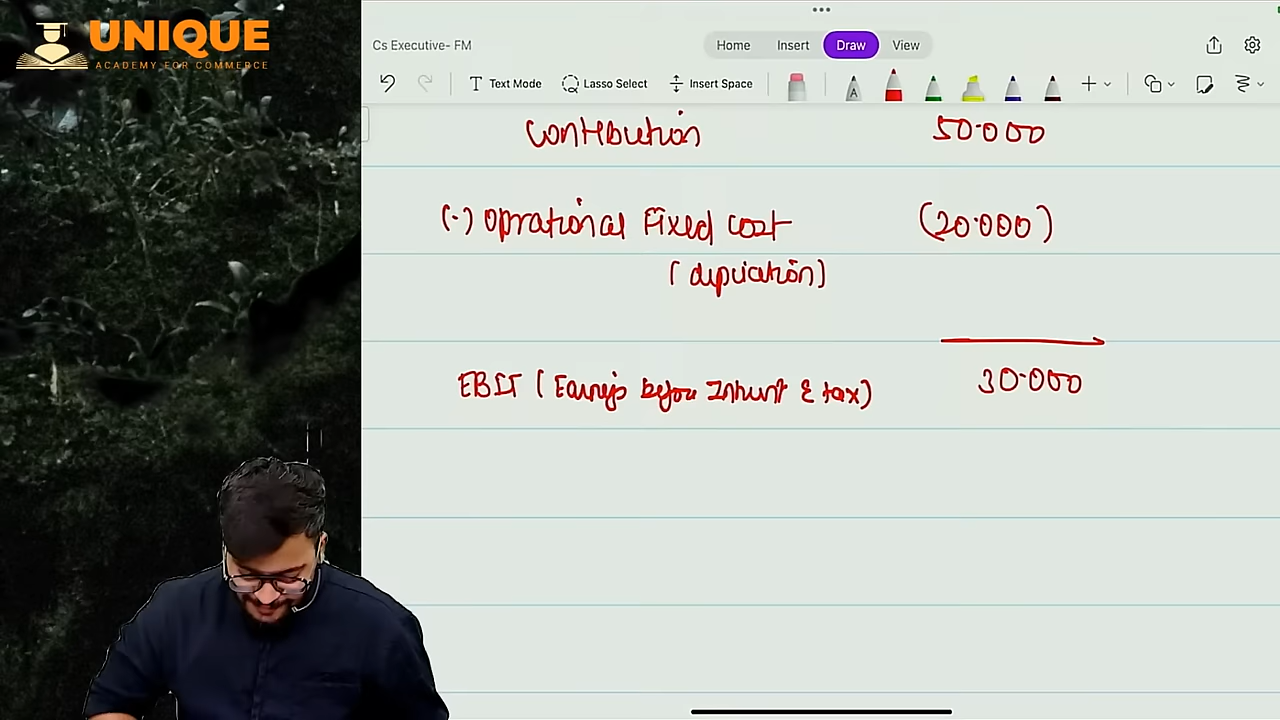 UNIQUE
ACADEMY FOR COMMERCE
Cs Executive- FM
Home Insert Draw View
Text Mode Lasso Select Insert Space
Contribution 50.000
(-) Oprational Fixed Cost (20.000)
(depriation)
EBIT (Earnings Before Interest & tax) 30.000